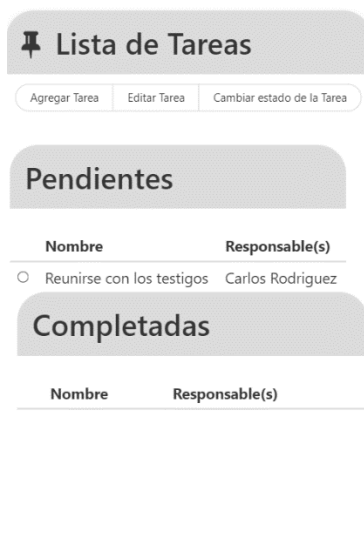 Lista de Tareas
Agregar Tarea Editar Tarea Cambiar estado de la Tarea
Pendientes
Nombre Responsable(s)
Reunirse con los testigos Carlos Rodriguez
Completadas
Nombre Responsable(s)